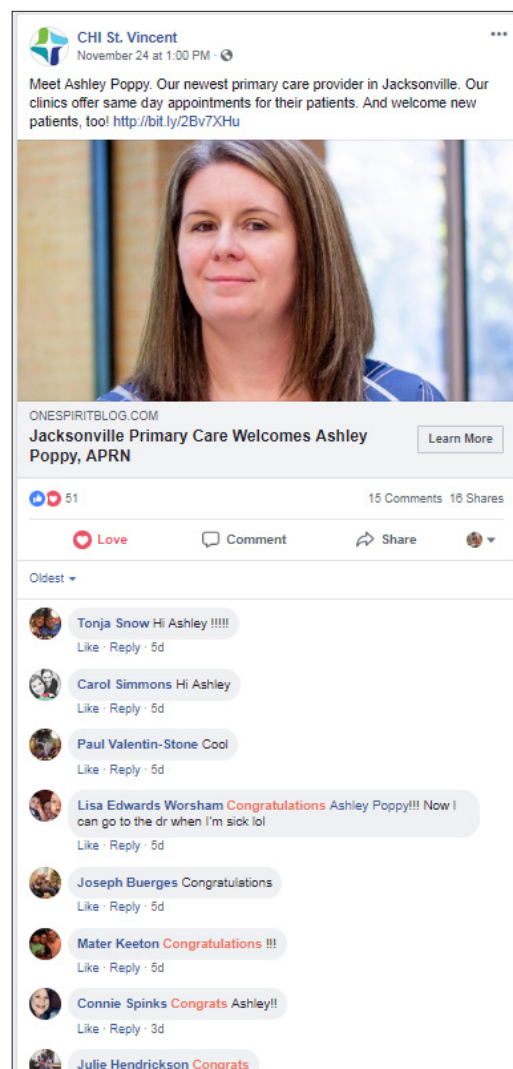 CHI St. Vincent
November 24 at 1:00 PM ·
Meet Ashley Poppy. Our newest primary care provider in Jacksonville. Our
clinics offer same day appointments for their patients. And welcome new
patients, too! http://bit.ly/2Bv7XHu
ONESPIRITBLOG.COM
Jacksonville Primary Care Welcomes Ashley
Poppy, APRN
Learn More
51
15 Comments 16 Shares
Love Comment Share
Oldest
Tonja Snow Hi Ashley !!!!!
Like · Reply · 5d
Carol Simmons Hi Ashley
Like · Reply · 5d
Paul Valentin-Stone Cool
Like · Reply · 5d
Lisa Edwards Worsham Congratulations Ashley Poppy!!! Now I
can go to the dr when I'm sick lol
Like · Reply · 5d
Joseph Buerges Congratulations
Like · Reply · 5d
Mater Keeton Congratulations !!!
Like · Reply · 5d
Connie Spinks Congrats Ashley!!
Like · Reply · 3d
Julie Hendrickson Congrats